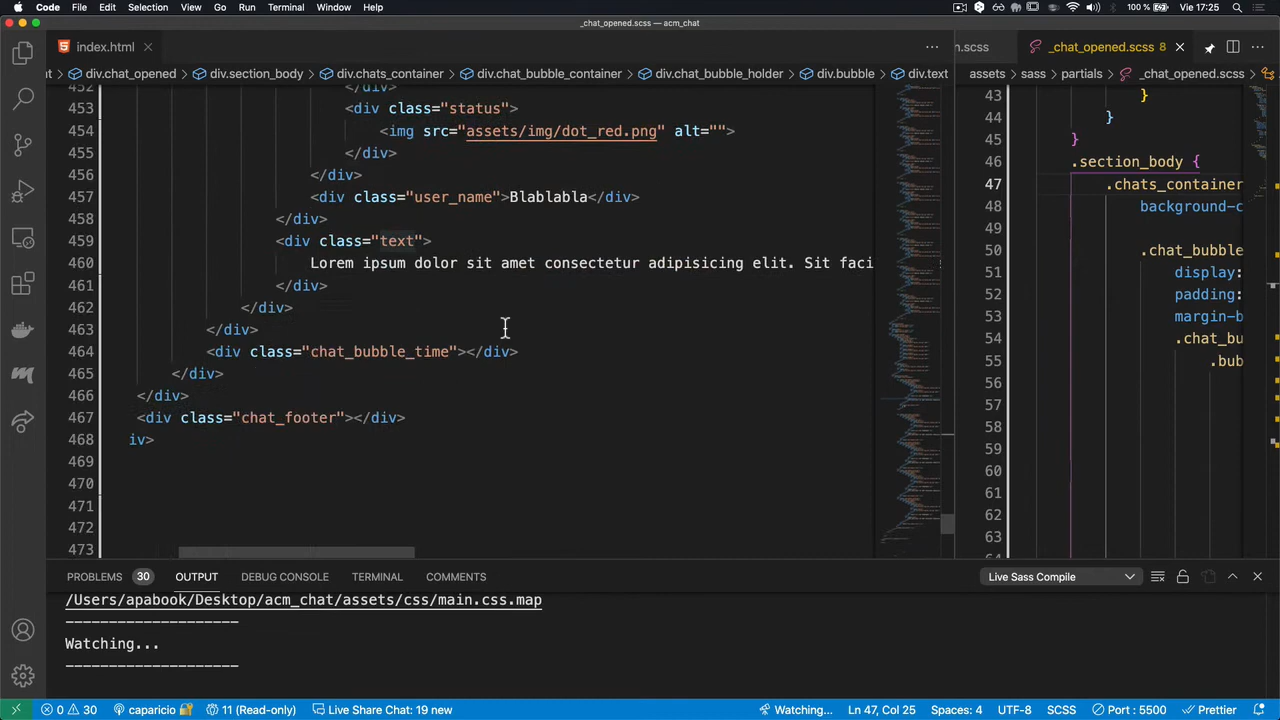 Code File Edit Selection View Go Run Terminal Window Help 100 % Vie 17:25
_chat_opened.scss — acm_chat
index.html
n.scss
_chat_opened.scss 8
div.chat_opened › div.section_body › div.chats_container › div.chat_bubble_container › div.chat_bubble_holder › div.bubble › div.text
assets › sass › partials › _chat_opened.scss ›
452 </div>
453 <div class="status">
454 <img src="assets/img/dot_red.png" alt="">
455 </div>
456 </div>
457 <div class="user_name">Blablabla</div>
458 </div>
459 <div class="text">
460 Lorem ipsum dolor sit amet consectetur adipisicing elit. Sit faci
461 </div>
462 </div>
463 </div>
464 <div class="chat_bubble_time"></div>
465 </div>
466 </div>
467 <div class="chat_footer"></div>
468 iv>
469
470
471
472
473
43 }
44 }
45 }
46 .section_body {
47 .chats_container
48 background-c
49
50 .chat_bubble
51 display:
52 padding:
53 margin-b
54 .chat_bu
55 .bub
56
57
58
59
60
61
62
63
64
PROBLEMS 30 OUTPUT DEBUG CONSOLE TERMINAL COMMENTS
Live Sass Compile
/Users/apabook/Desktop/acm_chat/assets/css/main.css.map
--------------------
Watching...
--------------------
0 30 caparicio 11 (Read-only) Live Share Chat: 19 new Watching... Ln 47, Col 25 Spaces: 4 UTF-8 SCSS Port : 5500 Prettier